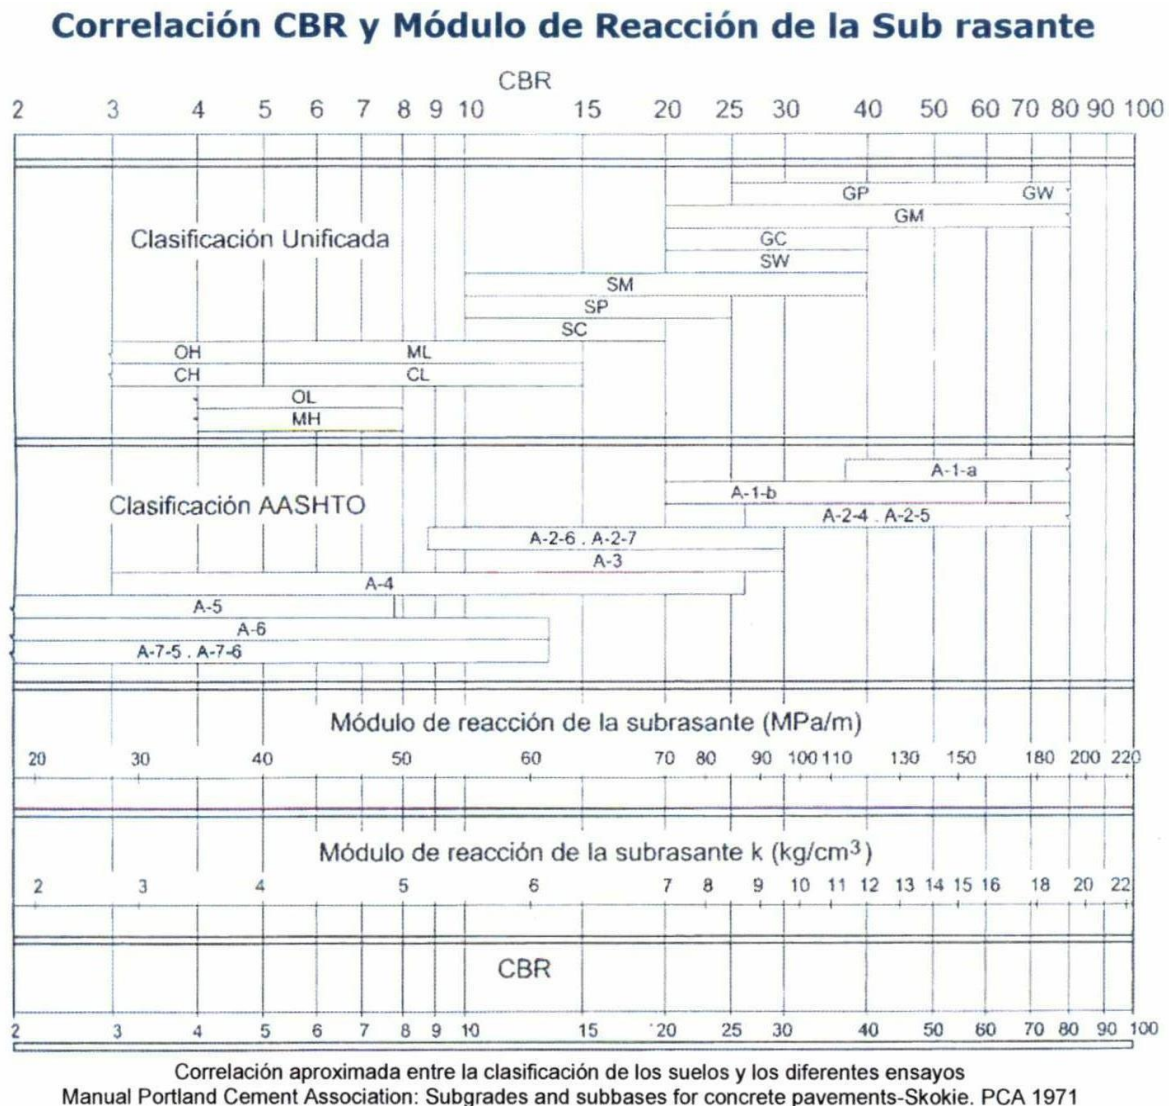 Correlación CBR y Módulo de Reacción de la Sub rasante
CBR
2 3 4 5 6 7 8 9 10 15 20 25 30 40 50 60 70 80 90 100
GP GW
GM
Clasificación Unificada
GC
SW
SM
SP
SC
OH ML
CH CL
OL
MH
A-1-a
A-1-b
Clasificación AASHTO
A-2-4 . A-2-5
A-2-6 . A-2-7
A-3
A-4
A-5
A-6
A-7-5 . A-7-6
Módulo de reacción de la subrasante (MPa/m)
20 30 40 50 60 70 80 90 100 110 130 150 180 200 220
Módulo de reacción de la subrasante k (kg/cm³)
2 3 4 5 6 7 8 9 10 11 12 13 14 15 16 18 20 22
CBR
2 3 4 5 6 7 8 9 10 15 20 25 30 40 50 60 70 80 90 100
Correlación aproximada entre la clasificación de los suelos y los diferentes ensayos
Manual Portland Cement Association: Subgrades and subbases for concrete pavements-Skokie. PCA 1971